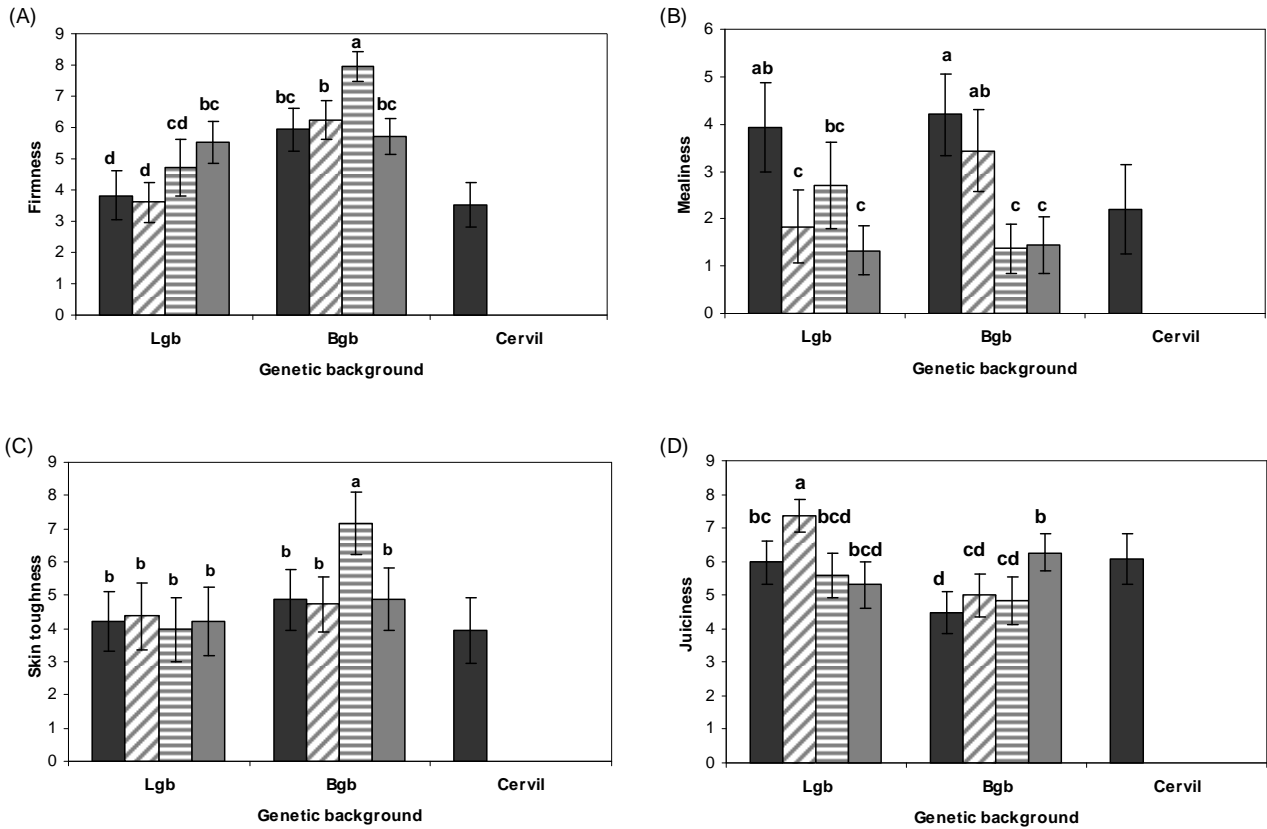 (A)
9
8
7
6
5
4
3
2
1
0
Firmness
d
d
cd
bc
bc
b
a
bc
Lgb
Bgb
Cervil
Genetic background
(B)
6
5
4
3
2
1
0
Mealiness
ab
c
bc
c
a
ab
c
c
Lgb
Bgb
Cervil
Genetic background
(C)
9
8
7
6
5
4
3
2
1
0
Skin toughness
b
b
b
b
b
b
a
b
Lgb
Bgb
Cervil
Genetic background
(D)
9
8
7
6
5
4
3
2
1
0
Juiciness
bc
a
bcd
bcd
d
cd
cd
b
Lgb
Bgb
Cervil
Genetic background